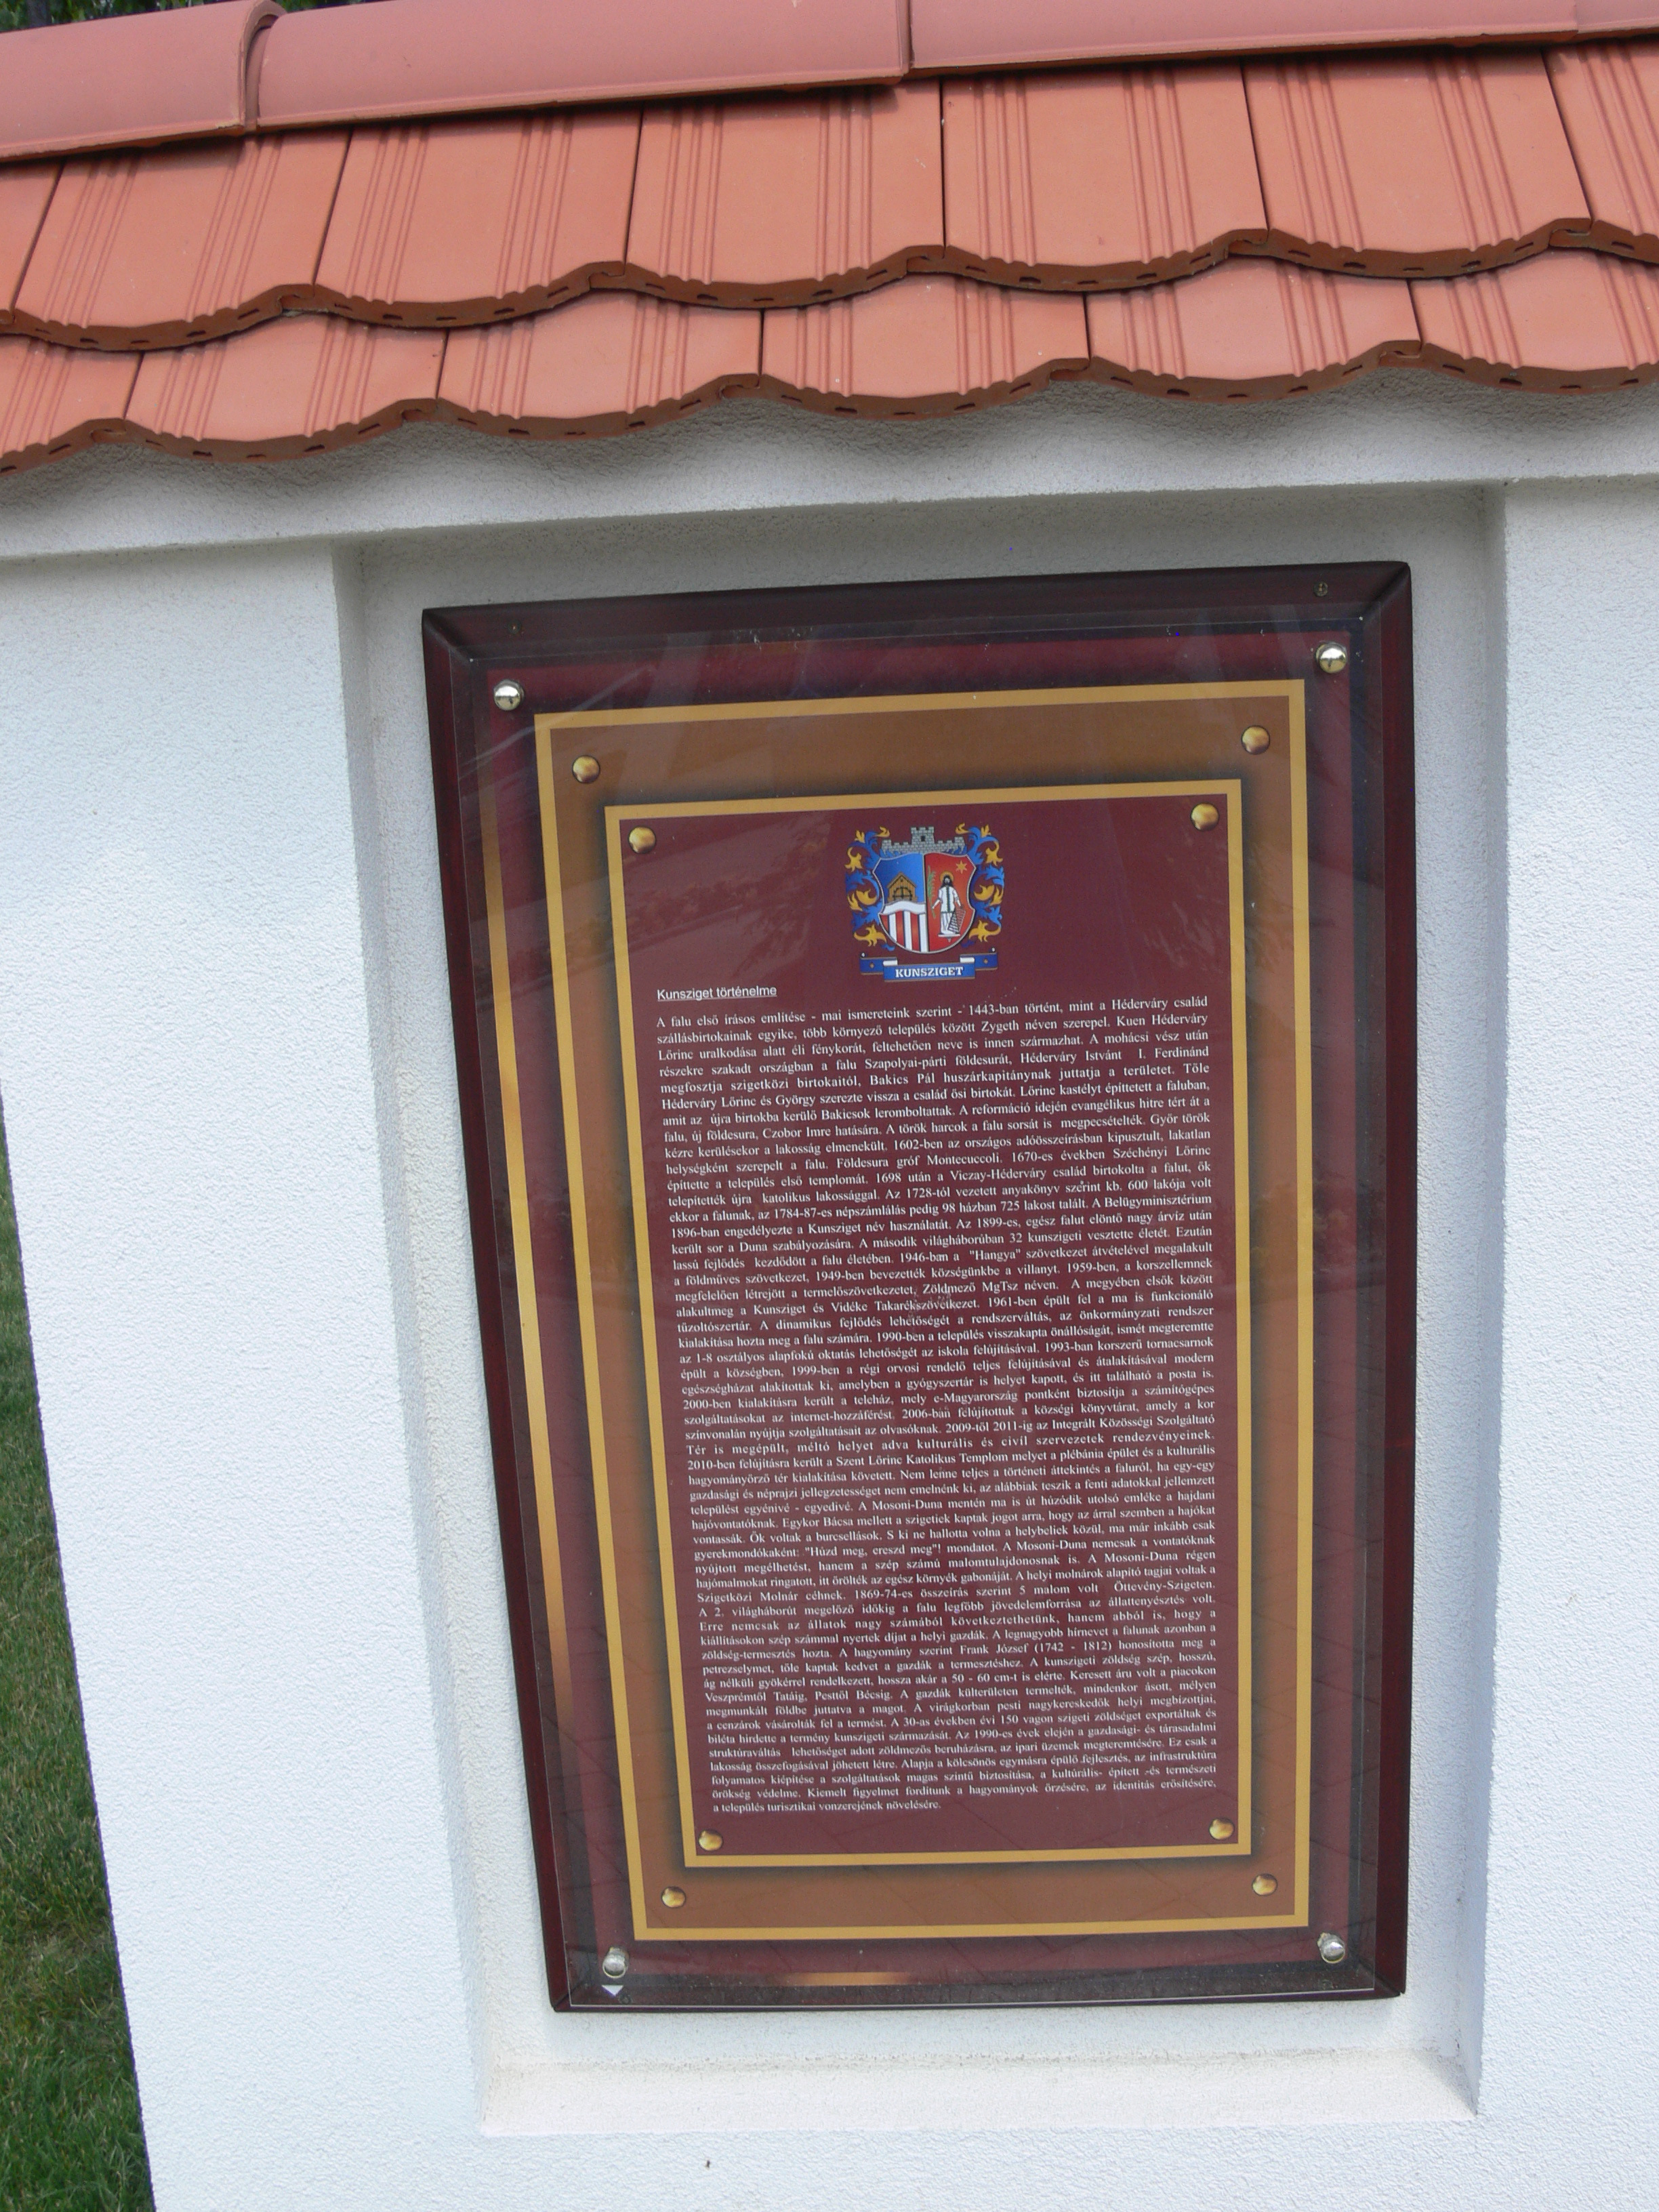 KUNSZIGET
Kunsziget történelme
A falu első írásos említése - mai ismereteink szerint - 1443-ban történt, mint a Héderváry család
szállásbirtokainak egyike, több környező település között Zygeth néven szerepel. Kuen Héderváry
Lőrinc uralkodása alatt éli fénykorát, feltehetően neve is innen származhat. A mohácsi vész után
részekre szakadt országban a falu Szapolyai-párti földesurát, Héderváry Istvánt I. Ferdinánd
megfosztja szigetközi birtokaitól, Bakics Pál huszárkapitánynak juttatja a területet. Tőle
Héderváry Lőrinc és György szerezte vissza a család ősi birtokát. Lőrinc kastélyt építtetett a faluban,
amit az újra birtokba kerülő Bakicsok leromboltattak. A reformáció idején evangélikus hitre tért át a
falu, új földesura, Czobor Imre hatására. A török harcok a falu sorsát is megpecsételték. Győr török
kézre kerülésekor a lakosság elmenekült. 1602-ben az országos adóösszeírásban kipusztult, lakatlan
helységként szerepelt a falu. Földesura gróf Montecuccoli. 1670-es években Széchényi Lőrinc
építtette a település első templomát. 1698 után a Viczay-Héderváry család birtokolta a falut, ők
telepítették újra katolikus lakossággal. Az 1728-tól vezetett anyakönyv szerint kb. 600 lakója volt
ekkor a falunak, az 1784-87-es népszámlálás pedig 98 házban 725 lakost talált. A Belügyminisztérium
1896-ban engedélyezte a Kunsziget név használatát. Az 1899-es, egész falut elöntő nagy árvíz után
került sor a Duna szabályozására. A második világháborúban 32 kunszigeti vesztette életét. Ezután
lassú fejlődés kezdődött a falu életében. 1946-ban a "Hangya" szövetkezet átvételével megalakult
a földműves szövetkezet, 1949-ben bevezették községünkbe a villanyt. 1959-ben, a korszellemnek
megfelelően létrejött a termelőszövetkezetet, Zöldmező MgTsz néven. A megyében elsők között
alakultmeg a Kunsziget és Vidéke Takarékszövetkezet. 1961-ben épült fel a ma is funkcionáló
tűzoltószertár. A dinamikus fejlődés lehetőségét a rendszerváltás, az önkormányzati rendszer
kialakítása hozta meg a falu számára. 1990-ben a település visszakapta önállóságát, ismét megteremtte
az 1-8 osztályos alapfokú oktatás lehetőségét az iskola felújításával. 1993-ban korszerű tornacsarnok
épült a községben, 1999-ben a régi orvosi rendelő teljes felújításával és átalakításával modern
egészségházat alakítottak ki, amelyben a gyógyszertár is helyet kapott, és itt található a posta is.
2000-ben kialakításra került a teleház, mely e-Magyarország pontként biztosítja a számítógépes
szolgáltatásokat az internet-hozzáférést. 2006-ban felújítottuk a községi könyvtárat, amely a kor
színvonalán nyújtja szolgáltatásait az olvasóknak. 2009-től 2011-ig az Integrált Közösségi Szolgáltató
Tér is megépült, méltó helyet adva kulturális és civil szervezetek rendezvényeinek.
2010-ben felújításra került a Szent Lőrinc Katolikus Templom melyet a plébánia épület és a kulturális
hagyományőrző tér kialakítása követett. Nem lenne teljes a történeti áttekintés a faluról, ha egy-egy
gazdasági és néprajzi jellegzetességet nem emelnénk ki, az alábbiak teszik a fenti adatokkal jellemzett
települést egyénivé - egyedivé. A Mosoni-Duna mentén ma is út húzódik utolsó emléke a hajdani
hajóvontatóknak. Egykor Bácsa mellett a szigetiek kaptak jogot arra, hogy az árral szemben a hajókat
vontassák. Ők voltak a burcsellások. S ki ne hallotta volna a helybeliek közül, ma már inkább csak
gyerekmondókaként: "Húzd meg, ereszd meg"! mondatot. A Mosoni-Duna nemcsak a vontatóknak
nyújtott megélhetést, hanem a szép számú malomtulajdonosnak is. A Mosoni-Duna régen
hajómalmokat ringatott, itt őrölték az egész környék gabonáját. A helyi molnárok alapító tagjai voltak a
Szigetközi Molnár céhnek. 1869-74-es összeírás szerint 5 malom volt Öttevény-Szigeten.
A 2. világháborút megelőző időkig a falu legfőbb jövedelemforrása az állattenyésztés volt.
Erre nemcsak az állatok nagy számából következtethetünk, hanem abból is, hogy a
kiállításokon szép számmal nyertek díjat a helyi gazdák. A legnagyobb hírnevet a falunak azonban a
zöldség-termesztés hozta. A hagyomány szerint Frank József (1742 - 1812) honosította meg a
petrezselymet, tőle kaptak kedvet a gazdák a termesztéshez. A kunszigeti zöldség szép, hosszú,
ág nélküli gyökérrel rendelkezett, hossza akár a 50 - 60 cm-t is elérte. Keresett áru volt a piacokon
Veszprémtől Tatáig, Pesttől Bécsig. A gazdák külterületen termelték, mindenkor ásott, mélyen
megmunkált földbe juttatva a magot. A virágkorban pesti nagykereskedők helyi megbízottjai,
a cenzárok vásárolták fel a termést. A 30-as években évi 150 vagon szigeti zöldséget exportáltak és
biléta hirdette a termény kunszigeti származását. Az 1990-es évek elején a gazdasági- és társadalmi
struktúraváltás lehetőséget adott zöldmezős beruházásra, az ipari üzemek megteremtésére. Ez csak a
lakosság összefogásával jöhetett létre. Alapja a kölcsönös egymásra épülő fejlesztés, az infrastruktúra
folyamatos kiépítése a szolgáltatások magas szintű biztosítása, a kultúrális- épített -és természeti
örökség védelme. Kiemelt figyelmet fordítunk a hagyományok őrzésére, az identitás erősítésére,
a település turisztikai vonzerejének növelésére.